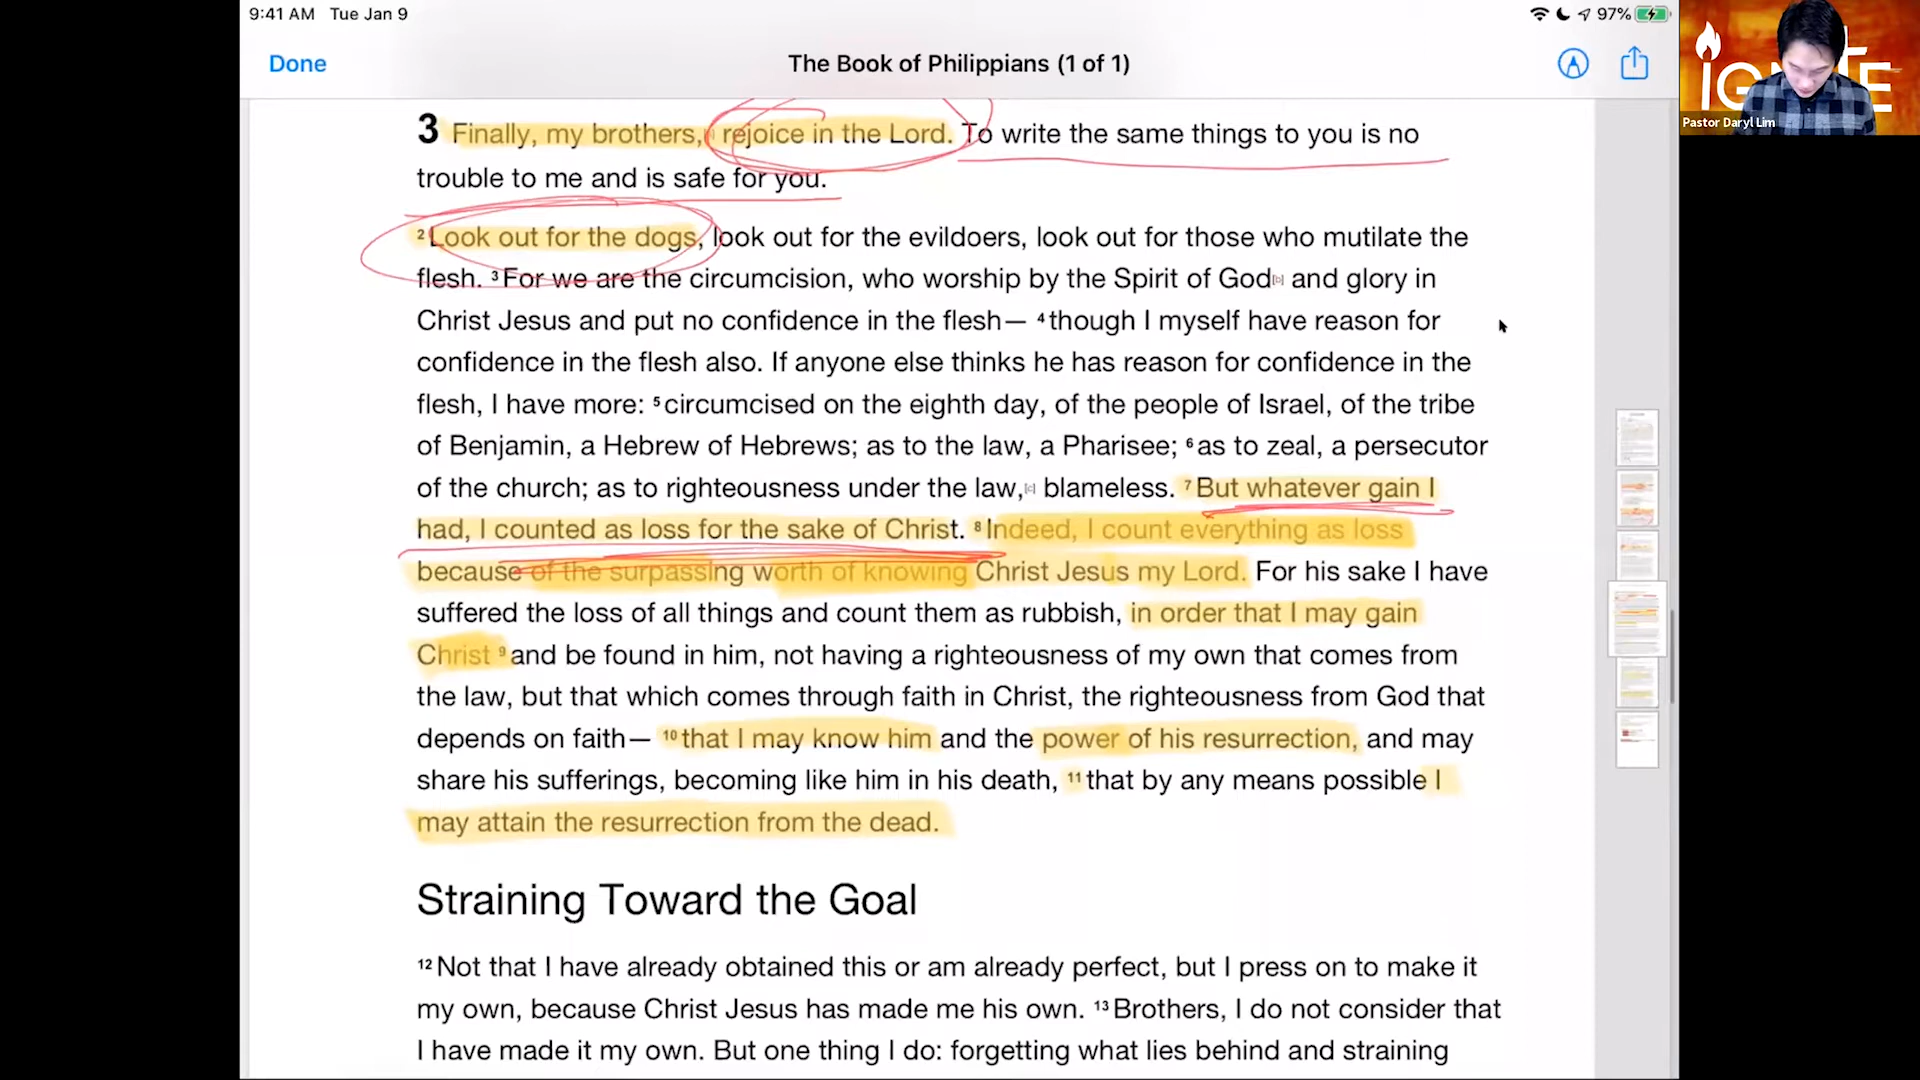 9:41 AM Tue Jan 9
97%
Done
The Book of Philippians (1 of 1)
Pastor Daryl Lim
3 Finally, my brothers, rejoice in the Lord. To write the same things to you is no
trouble to me and is safe for you.
2 Look out for the dogs, look out for the evildoers, look out for those who mutilate the
flesh. 3 For we are the circumcision, who worship by the Spirit of God[b] and glory in
Christ Jesus and put no confidence in the flesh— 4 though I myself have reason for
confidence in the flesh also. If anyone else thinks he has reason for confidence in the
flesh, I have more: 5 circumcised on the eighth day, of the people of Israel, of the tribe
of Benjamin, a Hebrew of Hebrews; as to the law, a Pharisee; 6 as to zeal, a persecutor
of the church; as to righteousness under the law,[c] blameless. 7 But whatever gain I
had, I counted as loss for the sake of Christ. 8 Indeed, I count everything as loss
because of the surpassing worth of knowing Christ Jesus my Lord. For his sake I have
suffered the loss of all things and count them as rubbish, in order that I may gain
Christ 9 and be found in him, not having a righteousness of my own that comes from
the law, but that which comes through faith in Christ, the righteousness from God that
depends on faith— 10 that I may know him and the power of his resurrection, and may
share his sufferings, becoming like him in his death, 11 that by any means possible I
may attain the resurrection from the dead.
Straining Toward the Goal
12 Not that I have already obtained this or am already perfect, but I press on to make it
my own, because Christ Jesus has made me his own. 13 Brothers, I do not consider that
I have made it my own. But one thing I do: forgetting what lies behind and straining